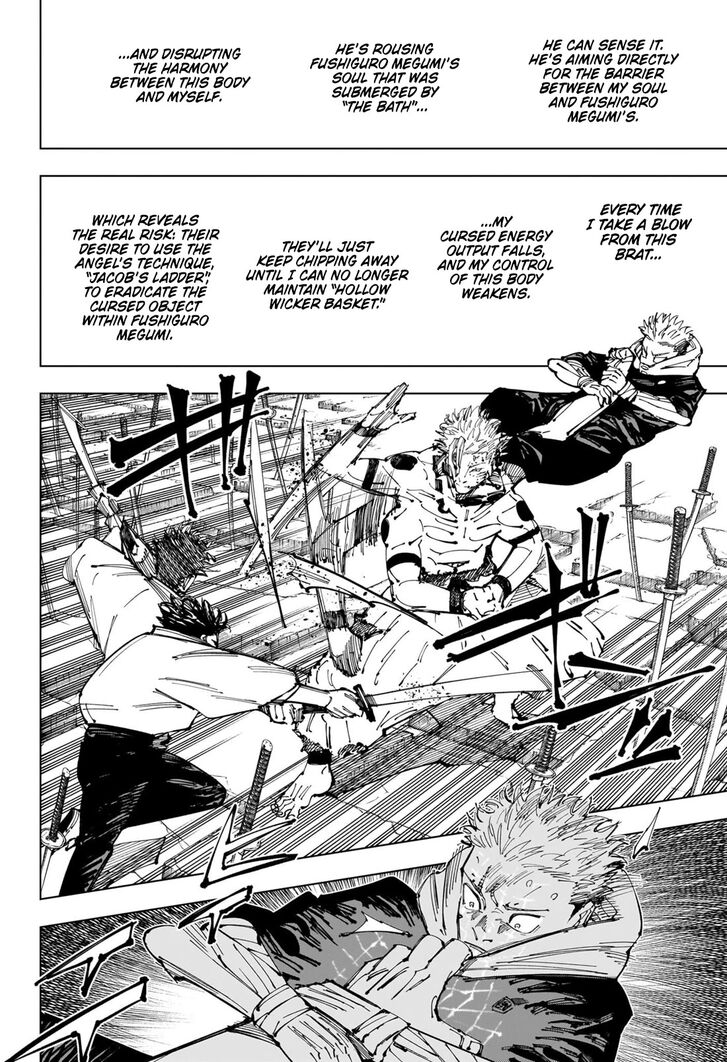 HE CAN SENSE IT.
HE'S AIMING DIRECTLY
FOR THE BARRIER
BETWEEN MY SOUL
AND FUSHIGURO
MEGUMI'S.
HE'S ROUSING
FUSHIGURO MEGUMI'S
SOUL THAT WAS
SUBMERGED BY
"THE BATH"...
...AND DISRUPTING
THE HARMONY
BETWEEN THIS BODY
AND MYSELF.
EVERY TIME
I TAKE A BLOW
FROM THIS
BRAT...
...MY
CURSED ENERGY
OUTPUT FALLS,
AND MY CONTROL
OF THIS BODY
WEAKENS.
THEY'LL JUST
KEEP CHIPPING AWAY
UNTIL I CAN NO LONGER
MAINTAIN "HOLLOW
WICKER BASKET."
WHICH REVEALS
THE REAL RISK: THEIR
DESIRE TO USE THE
ANGEL'S TECHNIQUE,
"JACOB'S LADDER",
TO ERADICATE THE
CURSED OBJECT
WITHIN FUSHIGURO
MEGUMI.